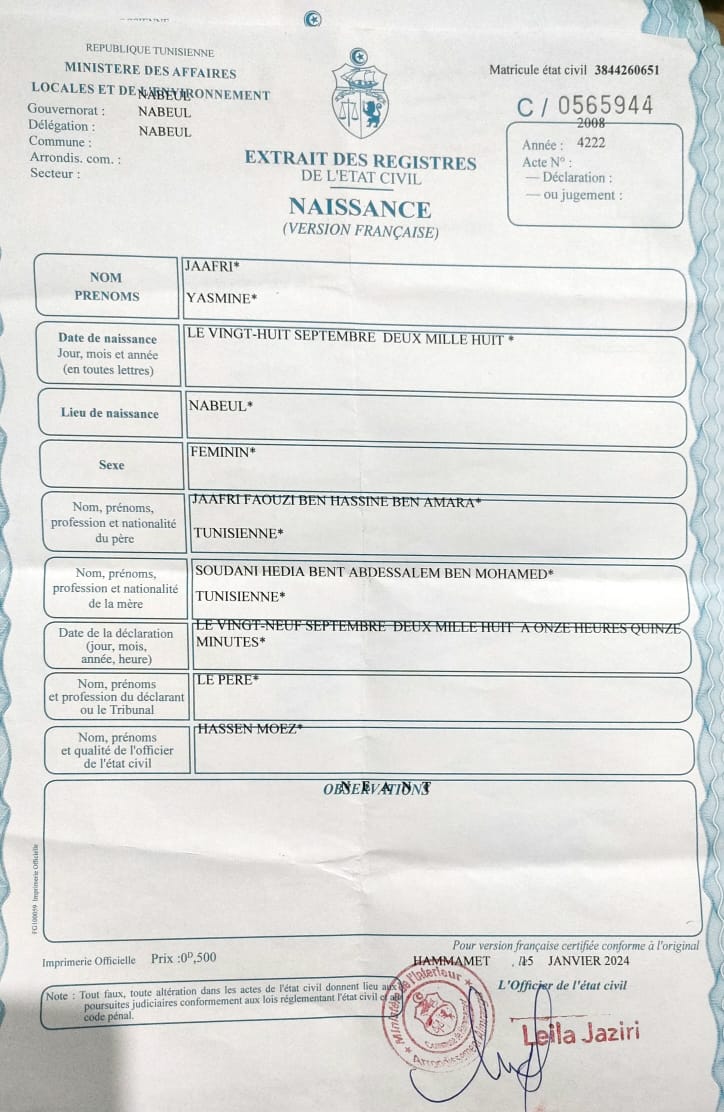 REPUBLIQUE TUNISIENNE
MINISTERE DES AFFAIRES
LOCALES ET DE L'ENVIRONNEMENT
NABEUL
Gouvernorat : NABEUL
Délégation : NABEUL
Commune :
Arrondis. com. :
Secteur :
Matricule état civil 3844260651
C / 0565944
2008
Année : 4222
Acte N° :
— Déclaration :
— ou jugement :
EXTRAIT DES REGISTRES
DE L'ETAT CIVIL
NAISSANCE
(VERSION FRANÇAISE)
NOM
PRENOMS
JAAFRI*
YASMINE*
Date de naissance
Jour, mois et année
(en toutes lettres)
LE VINGT-HUIT SEPTEMBRE DEUX MILLE HUIT *
Lieu de naissance
NABEUL*
Sexe
FEMININ*
Nom, prénoms,
profession et nationalité
du père
JAAFRI FAOUZI BEN HASSINE BEN AMARA*
TUNISIENNE*
Nom, prénoms,
profession et nationalité
de la mère
SOUDANI HEDIA BENT ABDESSALEM BEN MOHAMED*
TUNISIENNE*
Date de la déclaration
(jour, mois,
année, heure)
LE VINGT-NEUF SEPTEMBRE DEUX MILLE HUIT A ONZE HEURES QUINZE
MINUTES*
Nom, prénoms
et profession du déclarant
ou le Tribunal
LE PERE*
Nom, prénoms
et qualité de l'officier
de l'état civil
HASSEN MOEZ*
OBSERVATIONS
N E A N T
FG100059 Imprimerie Officielle
Imprimerie Officielle Prix :0ᴰ,500
Pour version française certifiée conforme à l'original
HAMMAMET , 15 JANVIER 2024
L'Officier de l'état civil
Note : Tout faux, toute altération dans les actes de l'état civil donnent lieu aux
poursuites judiciaires conformement aux lois réglementant l'état civil et au
code pénal.
Ministère de l'Interieur
Leila Jaziri